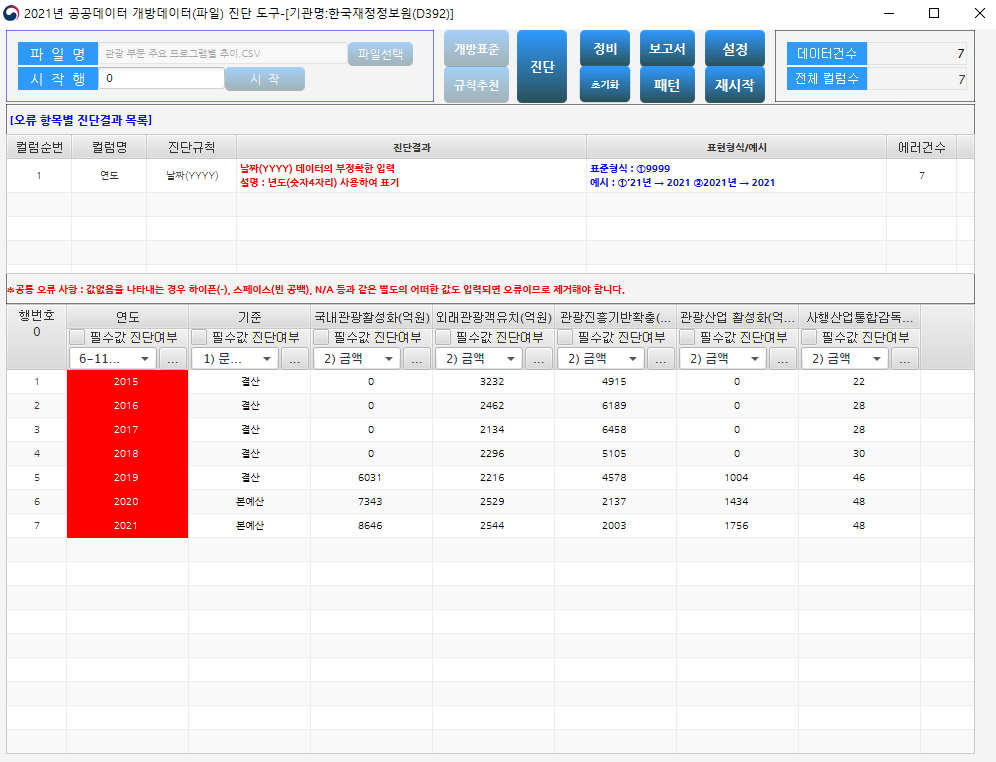 2021년 공공데이터 개방데이터(파일) 진단 도구-[기관명:한국재정정보원(D392)]
파 일 명 관광 부문 주요 프로그램별 추이.CSV 파일선택
시 작 행 0 시 작
개방표준 규칙추천 진단 정비 초기화 보고서 패턴 설정 재시작
데이터건수 7
전체 컬럼수 7
[오류 항목별 진단결과 목록]
컬럼순번 컬럼명 진단규칙 진단결과 표현형식/예시 에러건수
1 연도 날짜(YYYY) 날짜(YYYY) 데이터의 부정확한 입력 표준형식 : ①9999 7
설명 : 년도(숫자4자리) 사용하여 표기 예시 : ①'21년 → 2021 ②2021년 → 2021
※공통 오류 사항 : 값없음을 나타내는 경우 하이픈(-), 스페이스(빈 공백), N/A 등과 같은 별도의 어떠한 값도 입력되면 오류이므로 제거해야 합니다.
행번호 연도 기준 국내관광활성화(억원) 외래관광객유치(억원) 관광진흥기반확충(... 관광산업 활성화(억... 사행산업통합감독...
0 필수값 진단여부 필수값 진단여부 필수값 진단여부 필수값 진단여부 필수값 진단여부 필수값 진단여부 필수값 진단여부
6-11... ... 1) 문... ... 2) 금액 ... 2) 금액 ... 2) 금액 ... 2) 금액 ... 2) 금액 ...
1 2015 결산 0 3232 4915 0 22
2 2016 결산 0 2462 6189 0 28
3 2017 결산 0 2134 6458 0 28
4 2018 결산 0 2296 5105 0 30
5 2019 결산 6031 2216 4578 1004 46
6 2020 본예산 7343 2529 2137 1434 48
7 2021 본예산 8646 2544 2003 1756 48